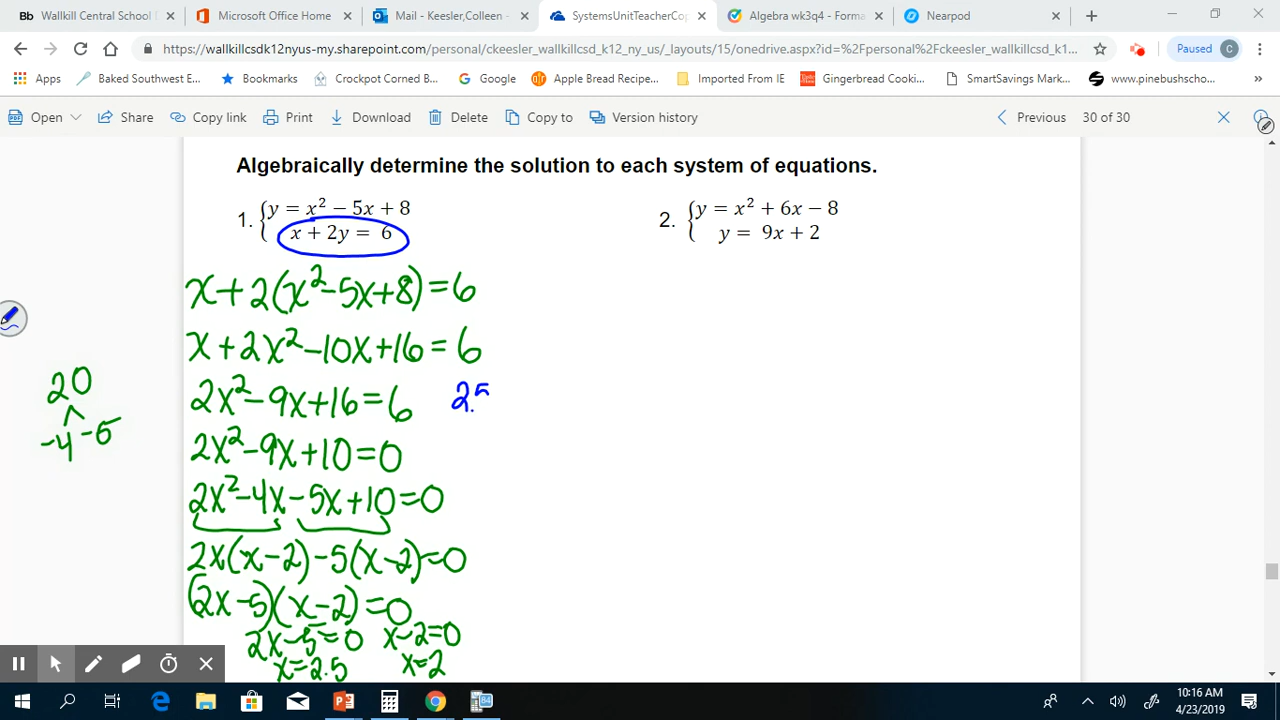 Bb Wallkill Central School Microsoft Office Home Mail - Keesler,Colleen - SystemsUnitTeacherCop Algebra wk3q4 - Forma Nearpod
https://wallkillcsdk12nyus-my.sharepoint.com/personal/ckeesler_wallkillcsd_k12_ny_us/_layouts/15/onedrive.aspx?id=%2Fpersonal%2Fckeesler_wallkillcsd_k1... Paused C
Apps Baked Southwest E... Bookmarks Crockpot Corned B... G Google Apple Bread Recipe... Imported From IE Gingerbread Cooki... SmartSavings Mark... www.pinebushscho... »
Open Share Copy link Print Download Delete Copy to Version history Previous 30 of 30
Algebraically determine the solution to each system of equations.
1. {y = x² − 5x + 8
x + 2y = 6
2. {y = x² + 6x − 8
y = 9x + 2
x+2(x²-5x+8)=6
x+2x²-10x+16=6
2x²-9x+16=6
2.5
20
-4 -5
2x²-9x+10=0
2x²-4x-5x+10=0
2x(x-2)-5(x-2)=0
(2x-5)(x-2)=0
2x-5=0 x-2=0
x=2.5 x=2
10:16 AM
4/23/2019